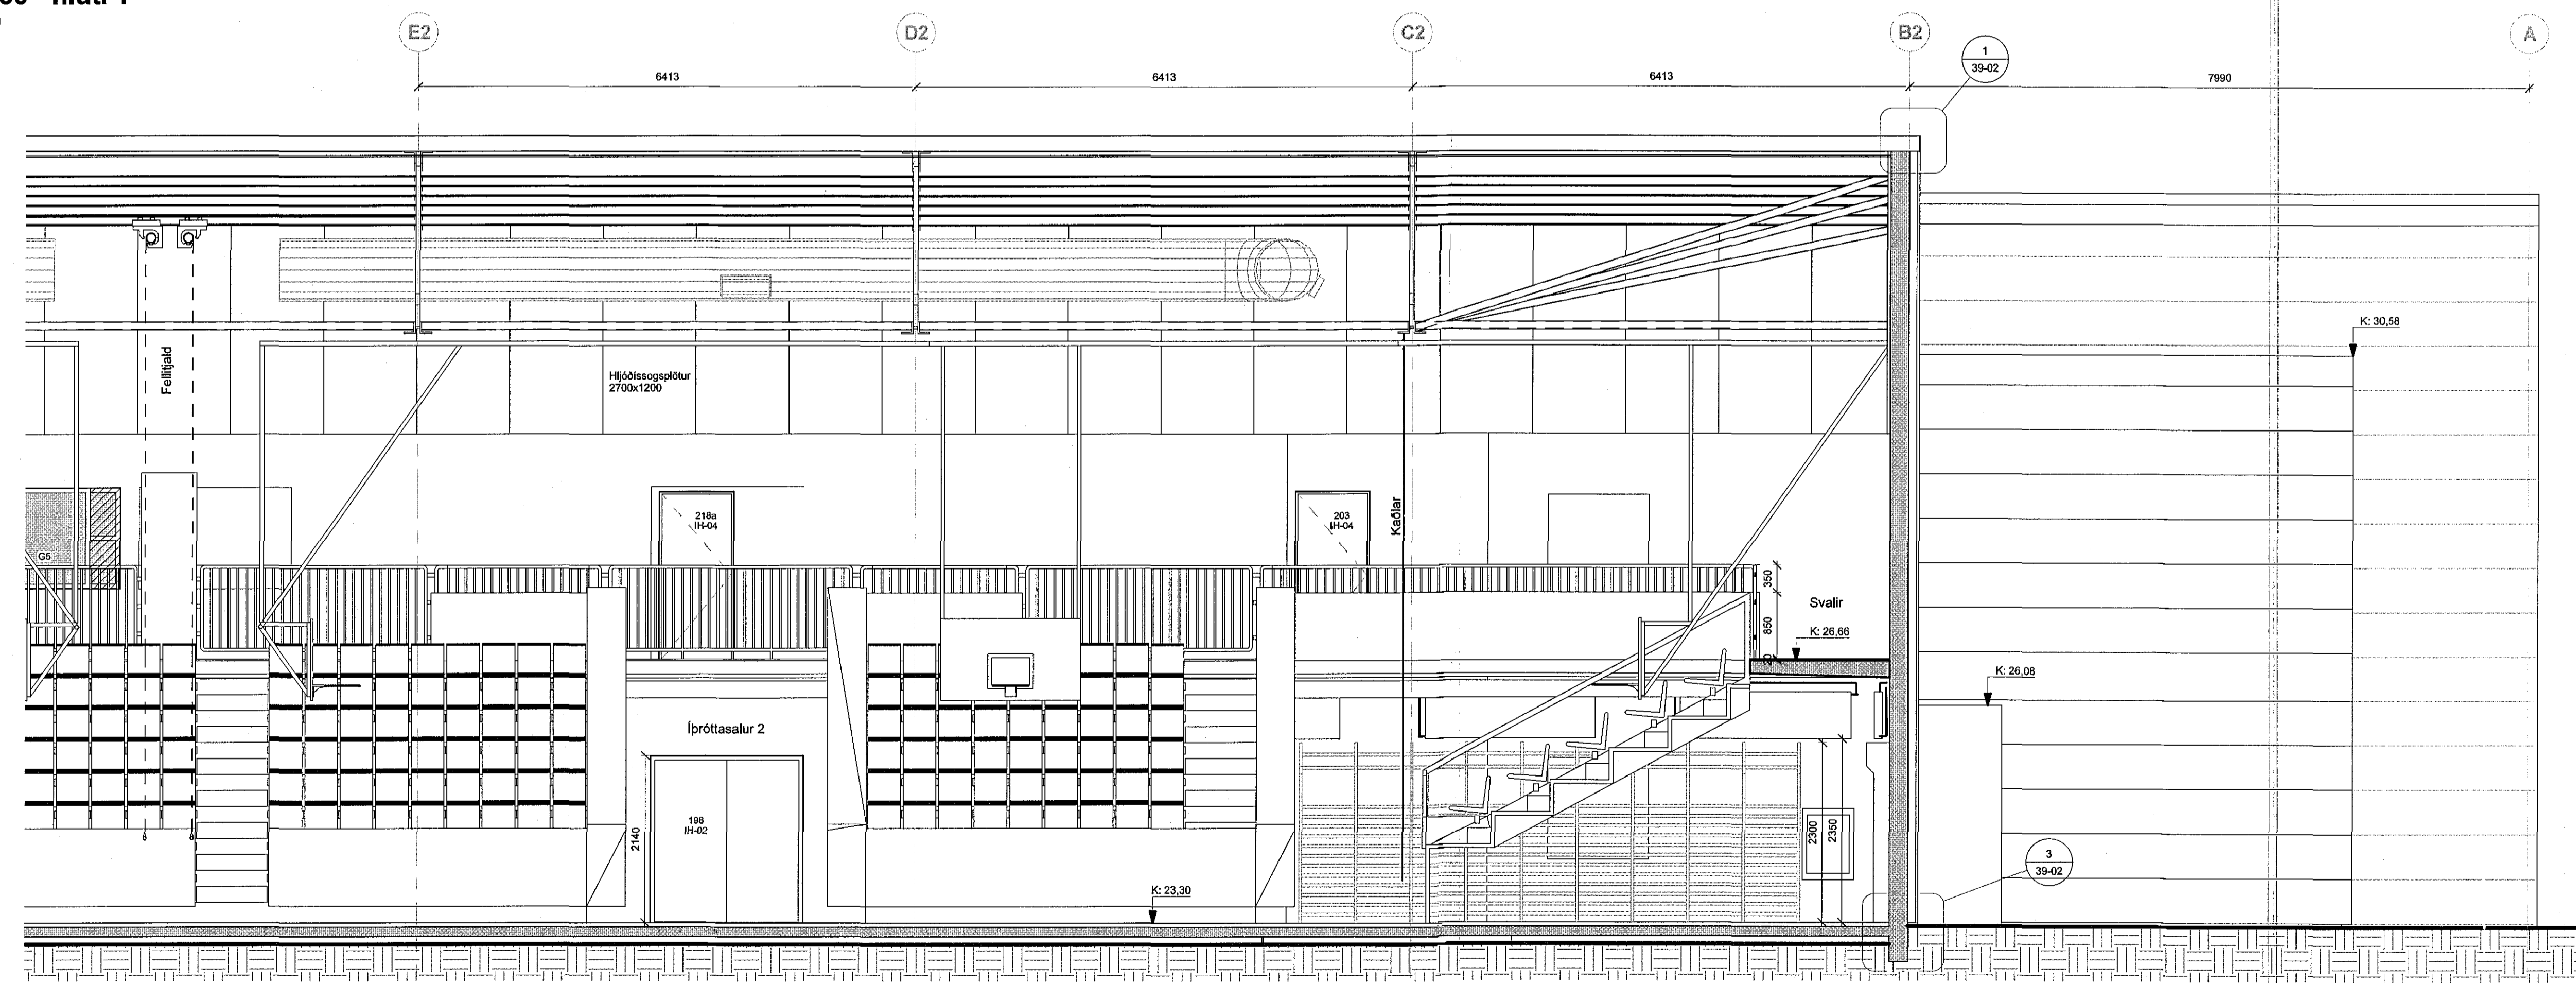 E2
D2
C2
B2
A
1
39-02
6413
6413
6413
7990
K: 30,58
Fellitjald
Hljóðíssogsplötur
2700x1200
218a
IH-04
203
IH-04
Kaðlar
G5
350
850
20
Svalir
K: 26,66
K: 26,08
Íþróttasalur 2
2140
198
IH-02
2300
2350
K: 23,30
3
39-02